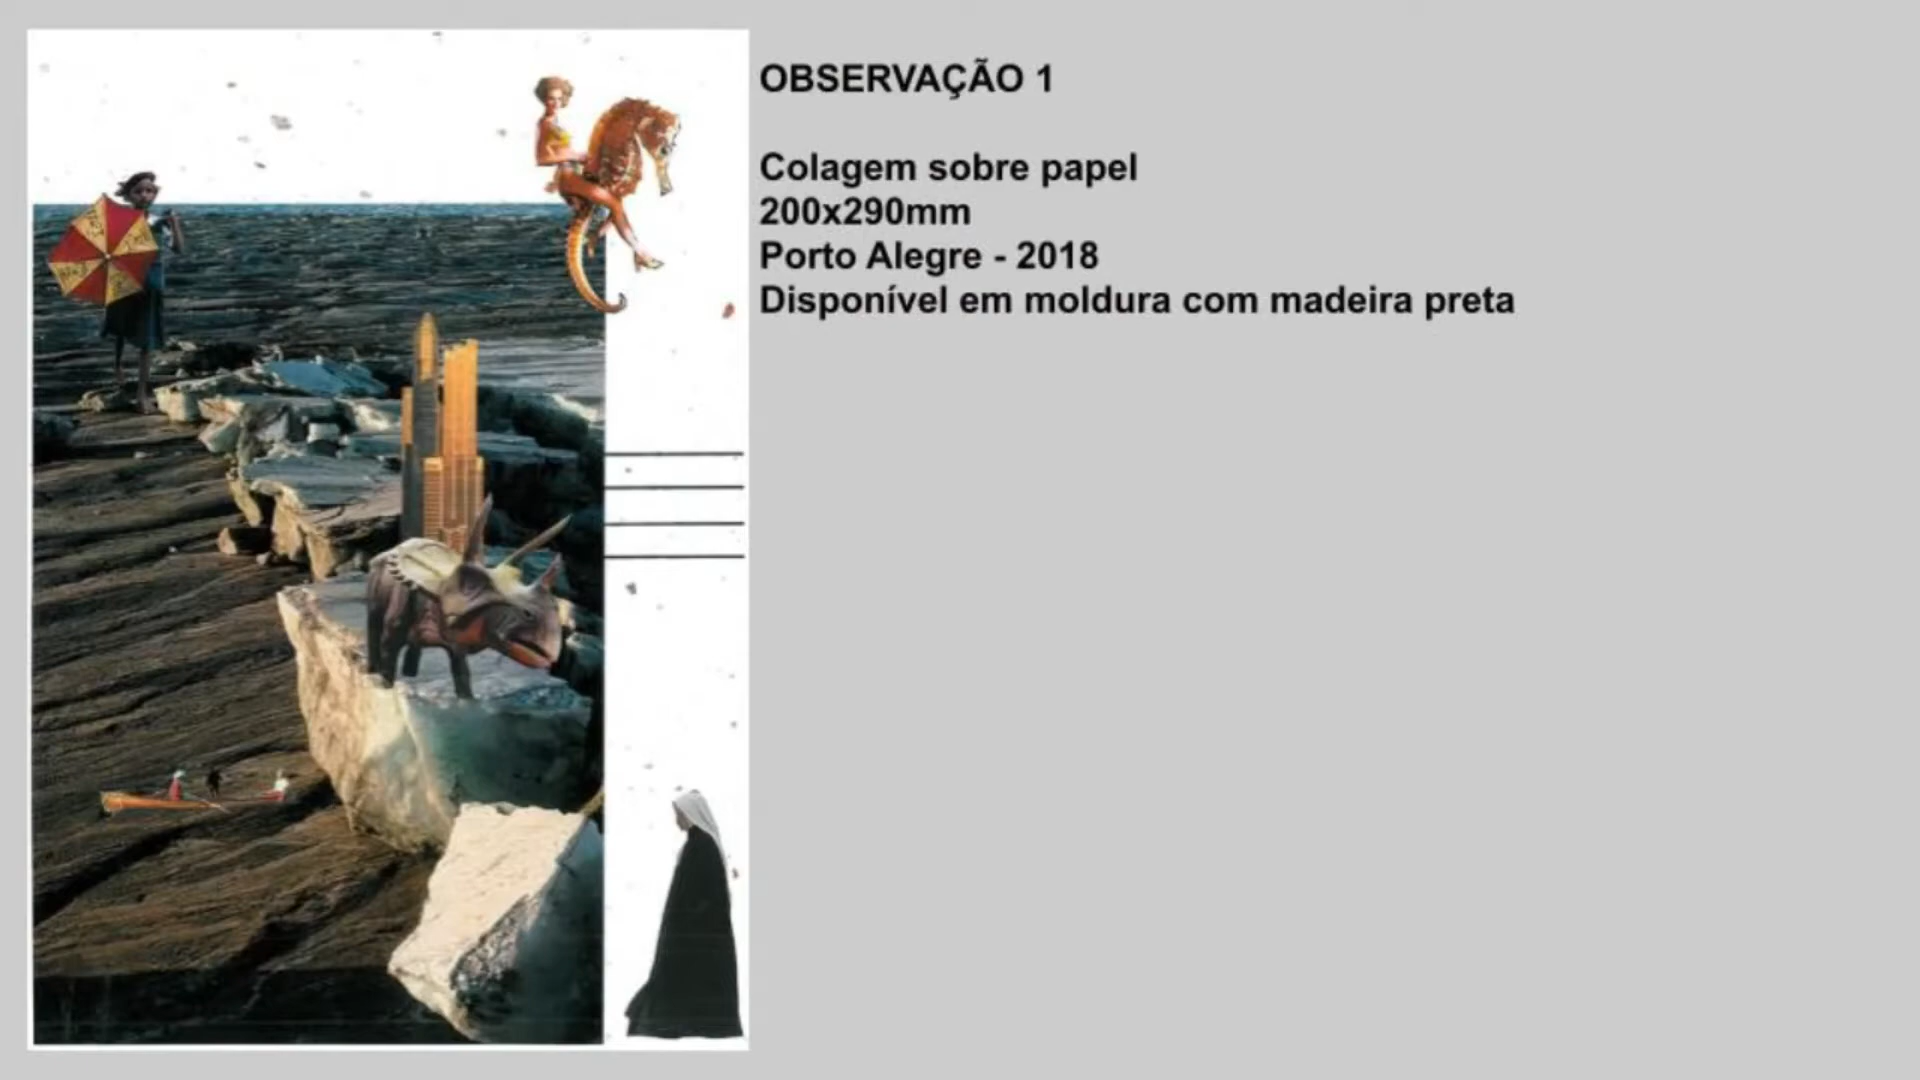 OBSERVAÇÃO 1
Colagem sobre papel
200x290mm
Porto Alegre - 2018
Disponível em moldura com madeira preta